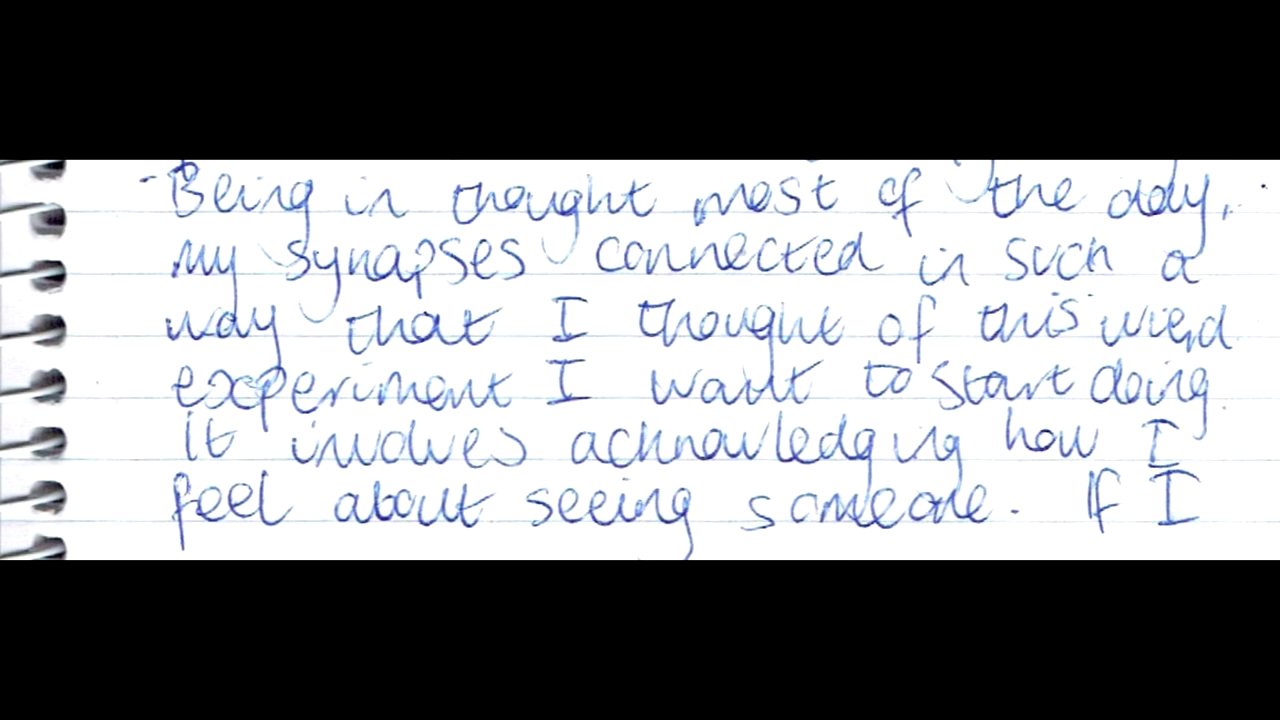 - Being in thought most of the day,
my synapses connected in such a
way that I thought of this wierd
experiment I want to start doing.
It involves acknowledging how I
feel about seeing someone. If I